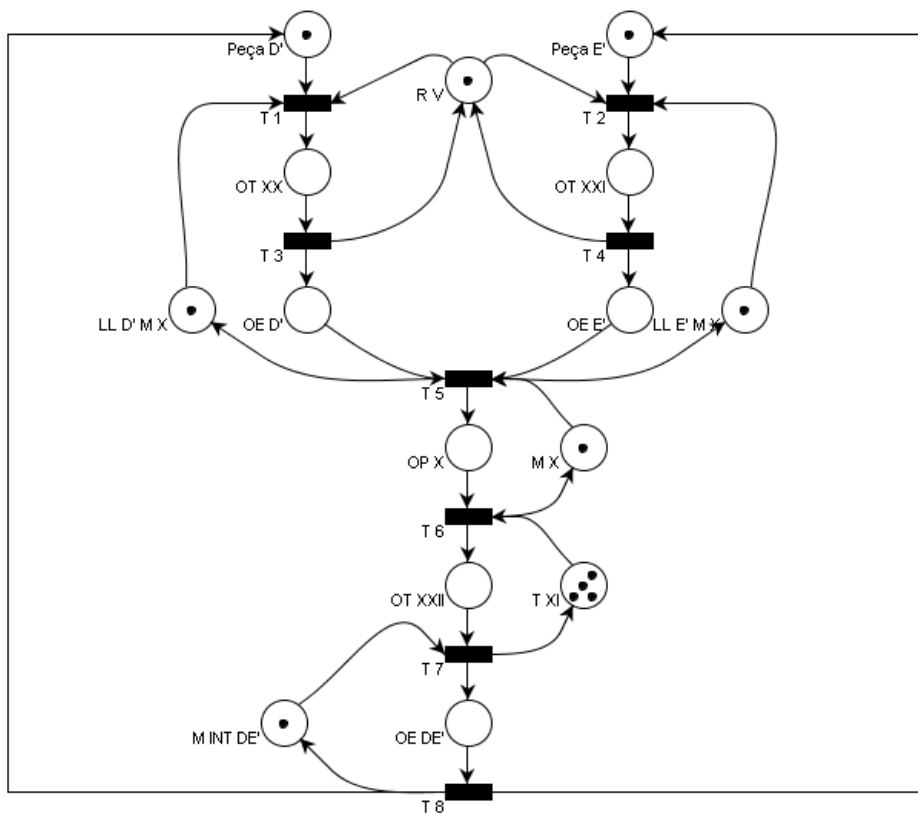 Peça D'
Peça E'
R V
T 1
T 2
OT XX
OT XXI
T 3
T 4
LL D' M X
OE D'
OE E'
LL E' M X
T 5
OP X
M X
T 6
OT XXII
T XI
T 7
M INT DE'
OE DE'
T 8